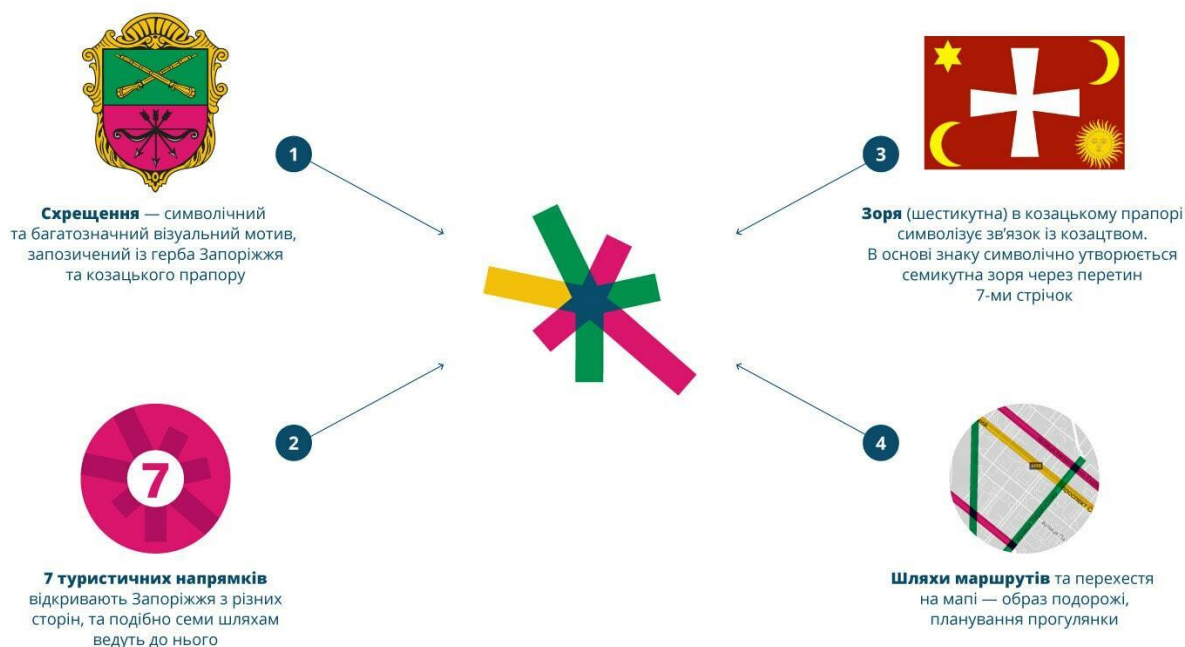 1
Схрещення — символічний
та багатозначний візуальний мотив,
запозичений із герба Запоріжжя
та козацького прапору
2
7
7 туристичних напрямків
відкривають Запоріжжя з різних
сторін, та подібно семи шляхам
ведуть до нього
3
Зоря (шестикутна) в козацькому прапорі
символізує зв’язок із козацтвом.
В основі знаку символічно утворюється
семикутна зоря через перетин
7-ми стрічок
4
Шляхи маршрутів та перехестя
на мапі — образ подорожі,
планування прогулянки